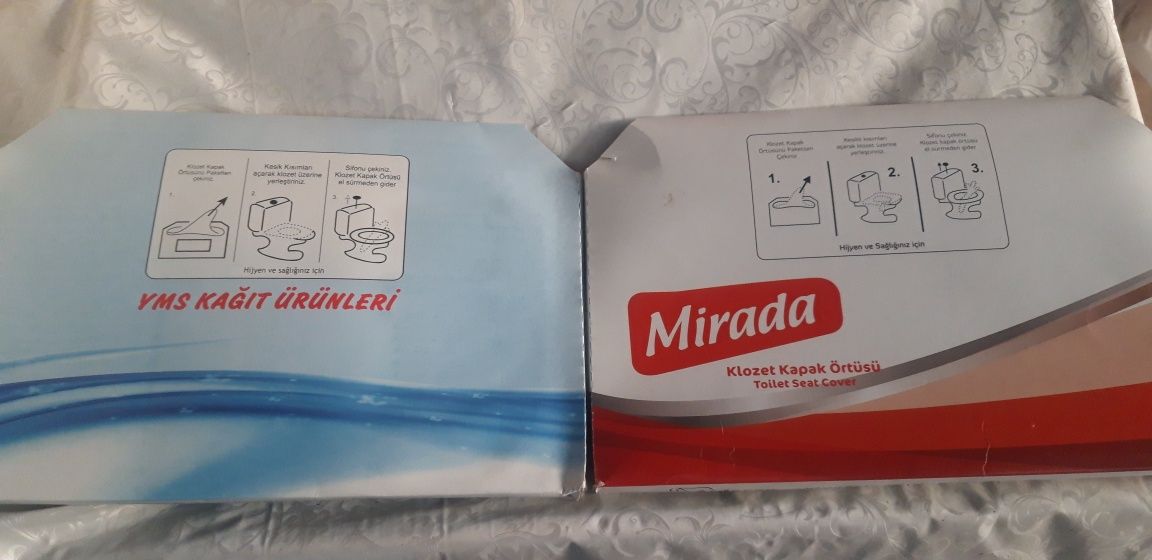 Klozet Kapak
Örtüsünü Paketten
çekiniz.
1.
Kesik Kısımları
açarak klozet üzerine
yerleştiriniz.
2.
Sifonu çekiniz.
Klozet Kapak Örtüsü
el sürmeden gider
3.
Hijyen ve sağlığınız için
YMS KAĞIT ÜRÜNLERİ
Klozet Kapak
Örtüsünü Paketten
Çekiniz
1.
Kesikli kısımları
açarak klozet üzerine
yerleştiriniz.
2.
Sifonu çekiniz.
Klozet kapak örtüsü
el sürmeden gider
3.
Hijyen ve Sağlığınız için
Mirada
Klozet Kapak Örtüsü
Toilet Seat Cover